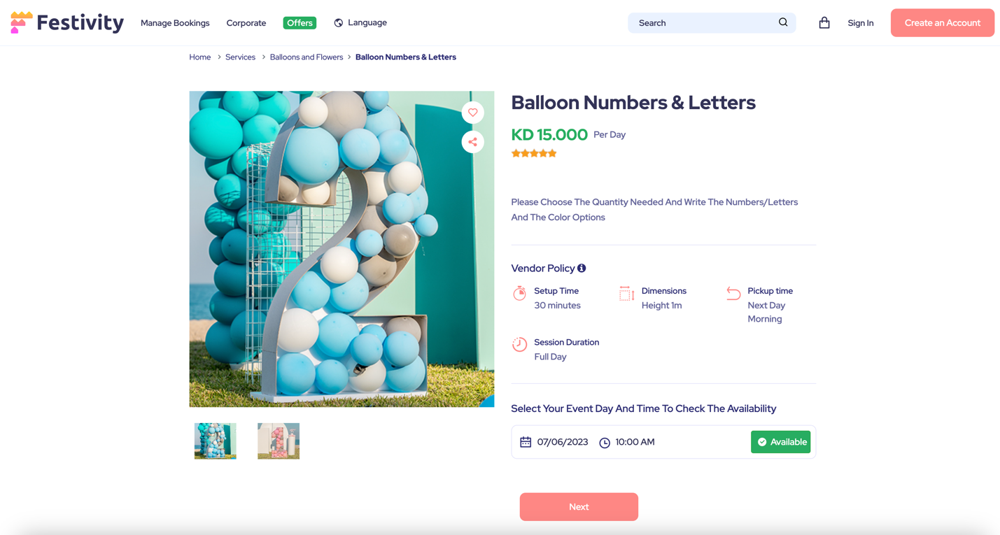 Festivity
Manage Bookings
Corporate
Offers
Language
Search
Sign In
Create an Account
Home > Services > Balloons and Flowers > Balloon Numbers & Letters
Balloon Numbers & Letters
KD 15.000 Per Day
Please Choose The Quantity Needed And Write The Numbers/Letters
And The Color Options
Vendor Policy
Setup Time
30 minutes
Dimensions
Height 1m
Pickup time
Next Day
Morning
Session Duration
Full Day
Select Your Event Day And Time To Check The Availability
07/06/2023
10:00 AM
Available
Next